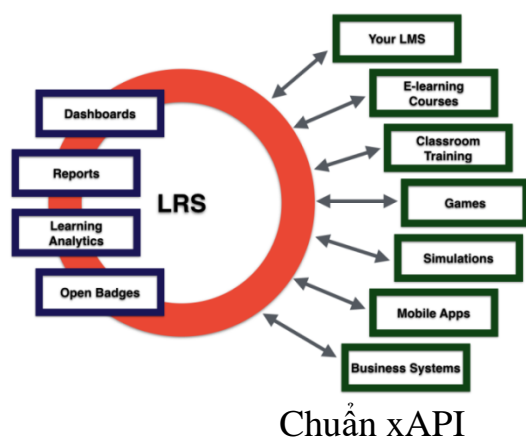 Your LMS
E-learning
Courses
Dashboards
Classroom
Training
Reports
LRS
Games
Learning
Analytics
Simulations
Open Badges
Mobile Apps
Business Systems
Chuẩn xAPI